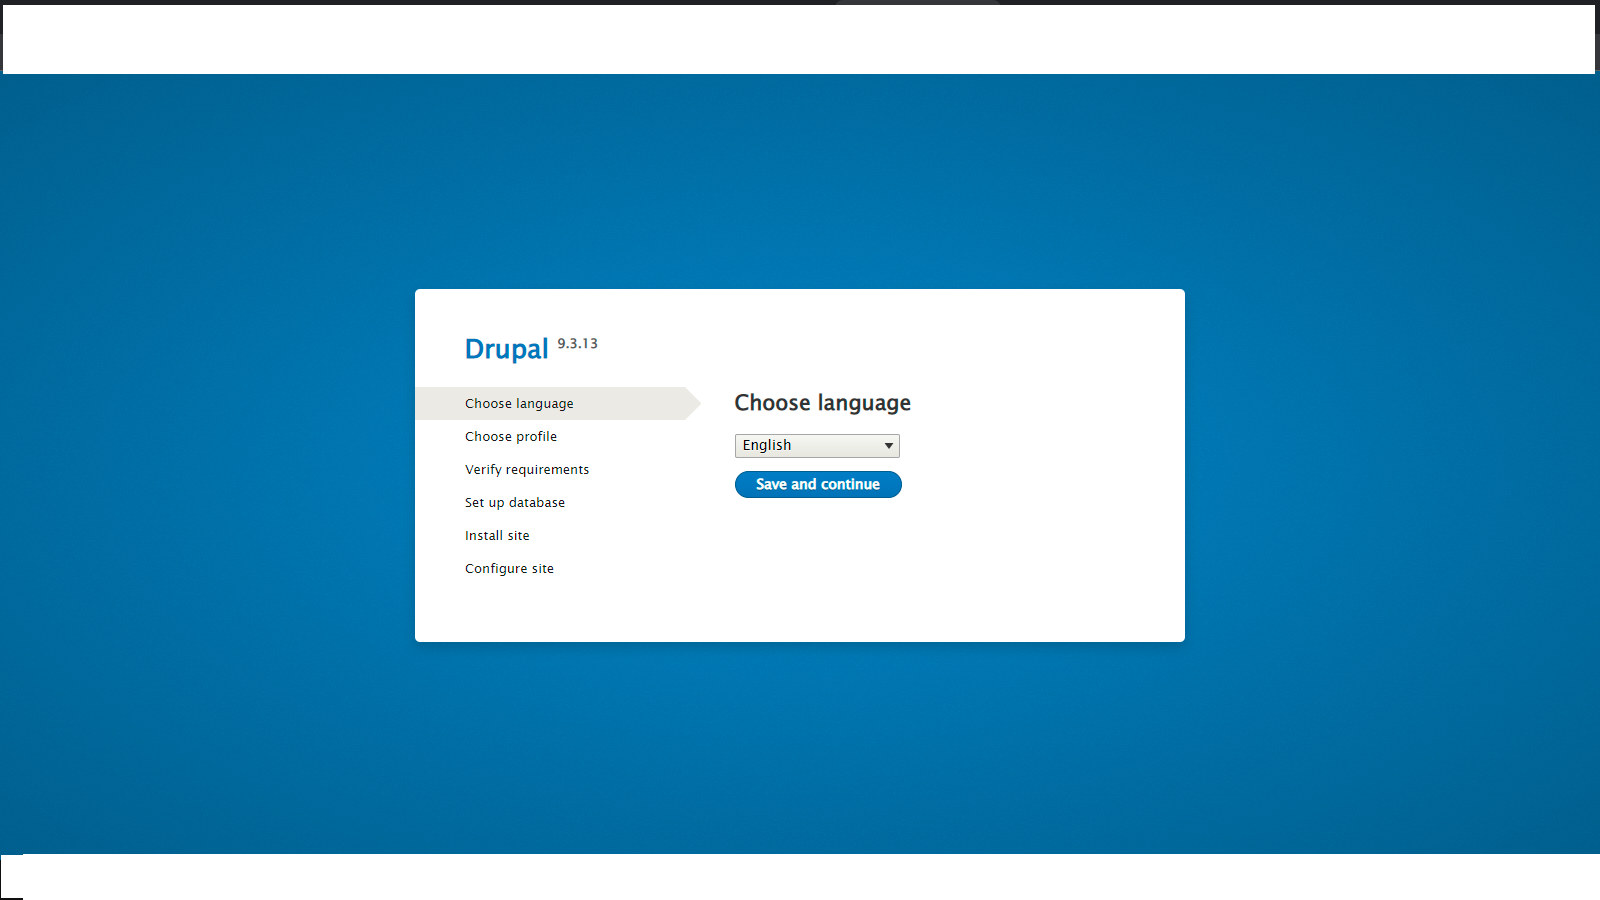 Drupal 9.3.13
Choose language
Choose profile
Verify requirements
Set up database
Install site
Configure site
Choose language
English
Save and continue